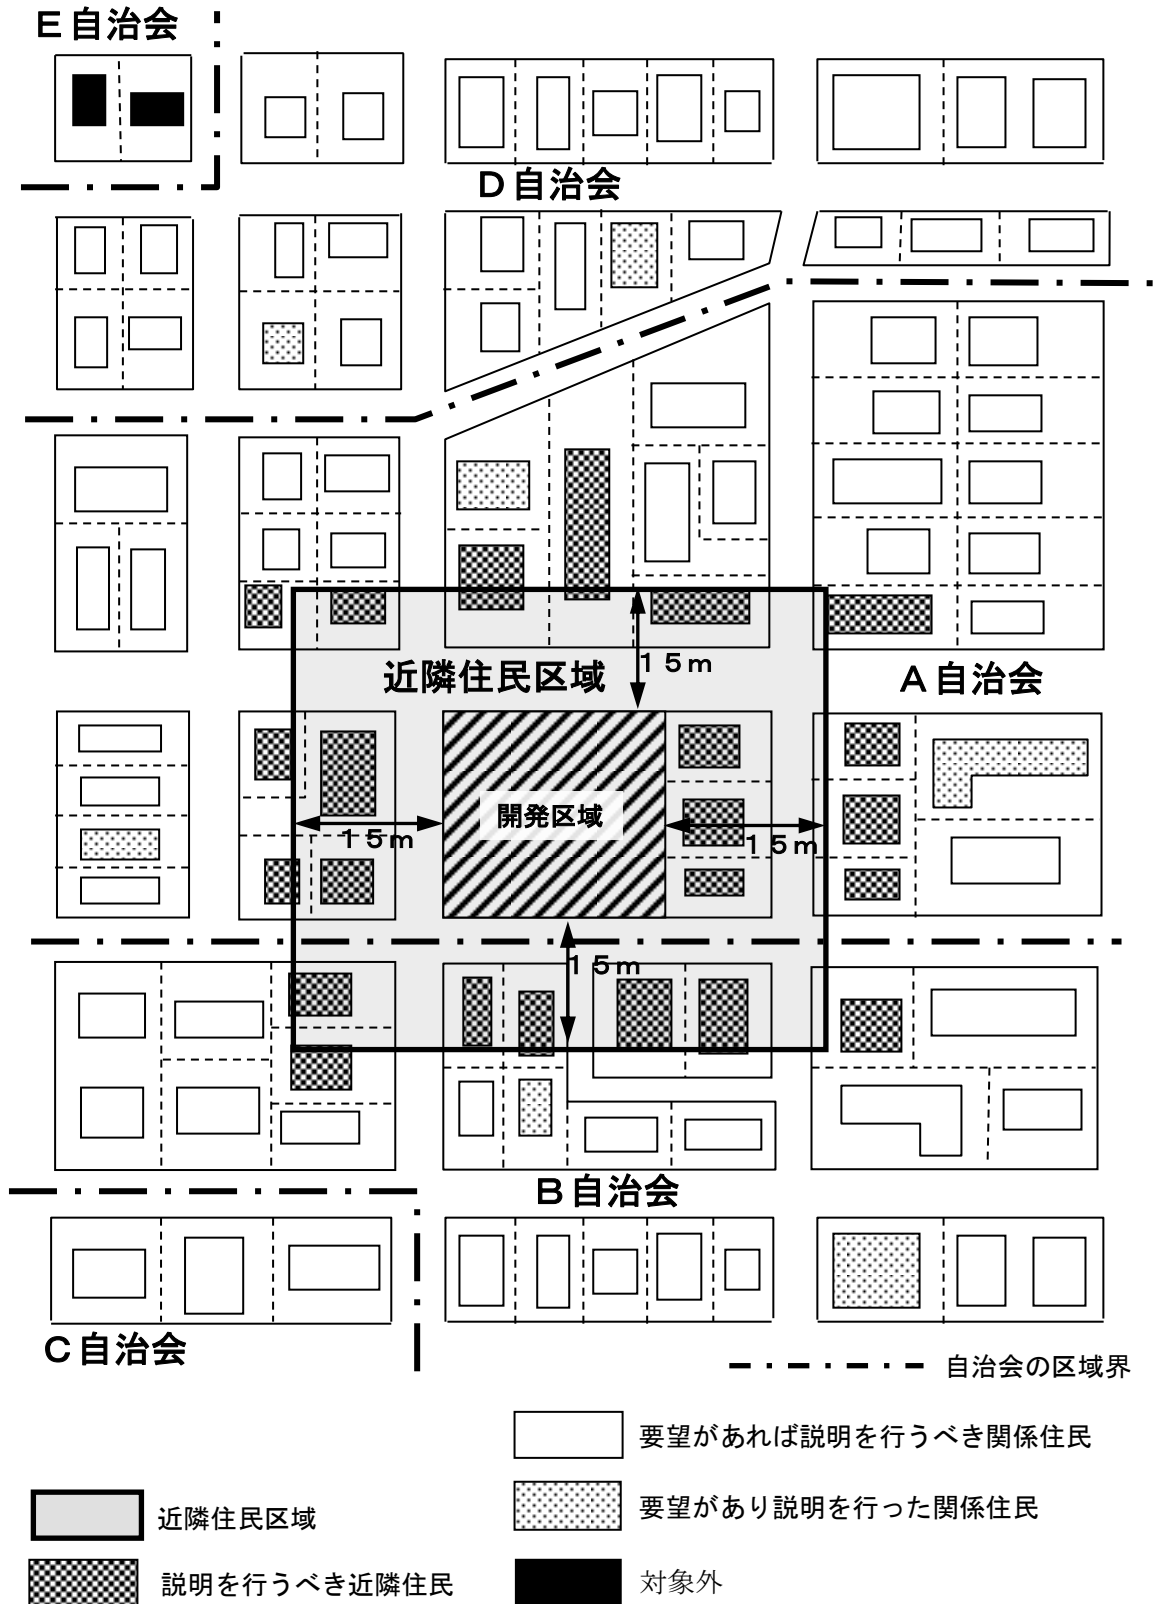 E自治会
D自治会
15m
近隣住民区域
A自治会
開発区域
15m
15m
15m
B自治会
C自治会
自治会の区域界
要望があれば説明を行うべき関係住民
要望があり説明を行った関係住民
近隣住民区域
説明を行うべき近隣住民
対象外